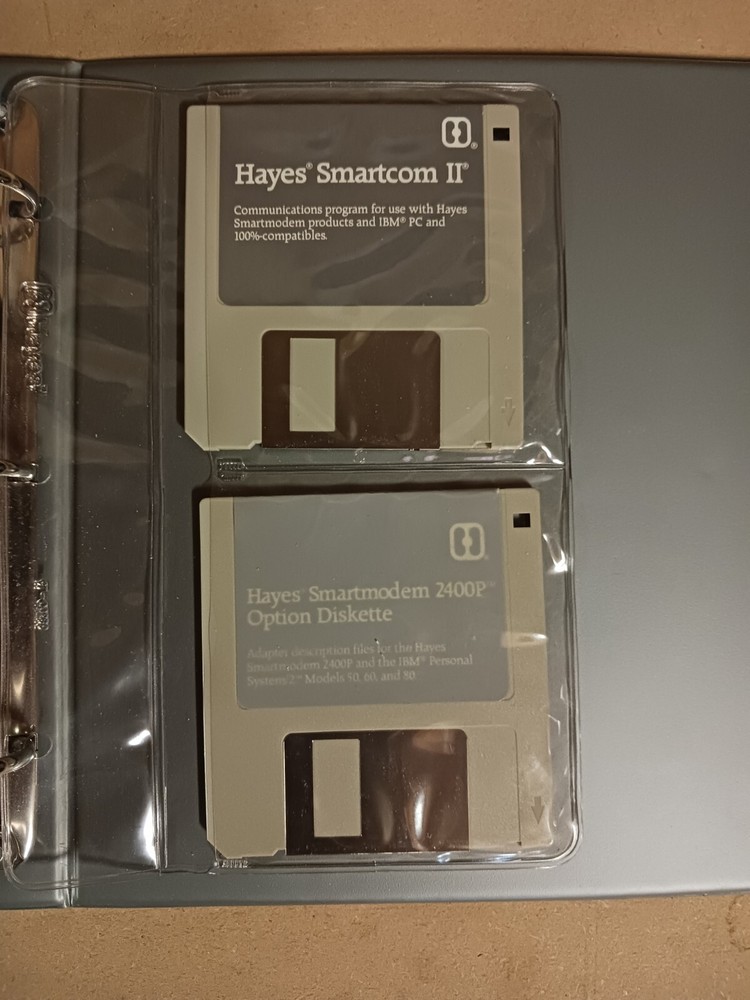 Hayes® Smartcom II®
Communications program for use with Hayes
Smartmodem products and IBM® PC and
100%-compatibles.
Hayes® Smartmodem 2400P™
Option Diskette
Adapter description files for the Hayes
Smartmodem 2400P and the IBM® Personal
System/2™ Models 50, 60, and 80.